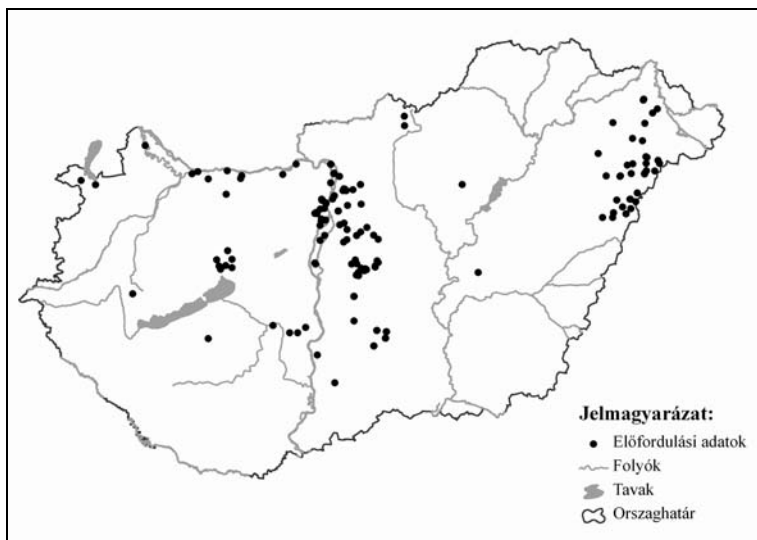 Jelmagyarázat:
Előfordulási adatok
Folyók
Tavak
Országhatár